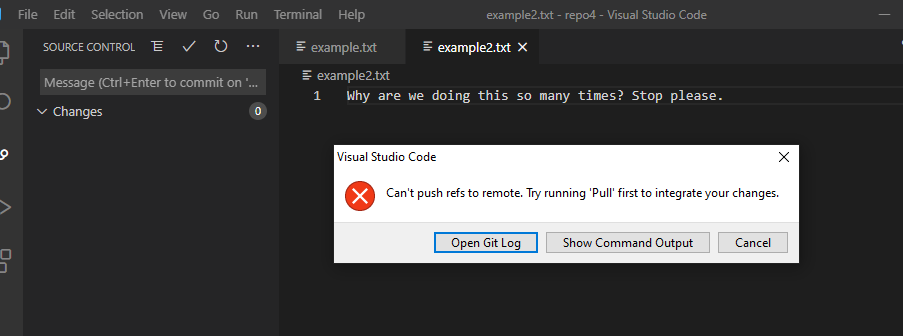 File Edit Selection View Go Run Terminal Help example2.txt - repo4 - Visual Studio Code
SOURCE CONTROL
example.txt
example2.txt
Message (Ctrl+Enter to commit on '...
example2.txt
1 Why are we doing this so many times? Stop please.
Changes 0
Visual Studio Code
Can't push refs to remote. Try running 'Pull' first to integrate your changes.
Open Git Log
Show Command Output
Cancel